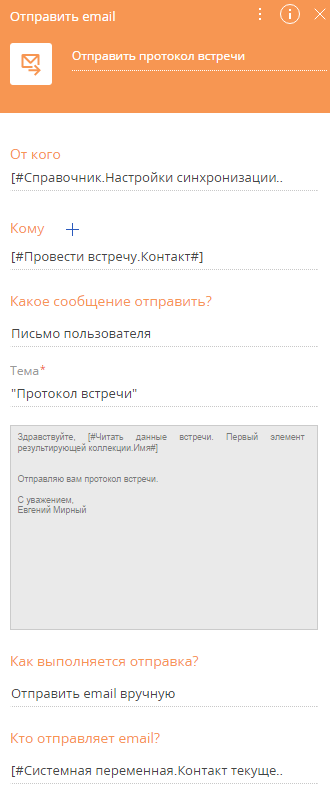 Отправить email
Отправить протокол встречи
От кого
[#Справочник.Настройки синхронизации..
Кому
[#Провести встречу.Контакт#]
Какое сообщение отправить?
Письмо пользователя
Тема*
"Протокол встречи"
Здравствуйте, [#Читать данные встречи. Первый элемент
результирующей коллекции.Имя#]
Отправляю вам протокол встречи.
С уважением,
Евгений Мирный
Как выполняется отправка?
Отправить email вручную
Кто отправляет email?
[#Системная переменная.Контакт текуще..